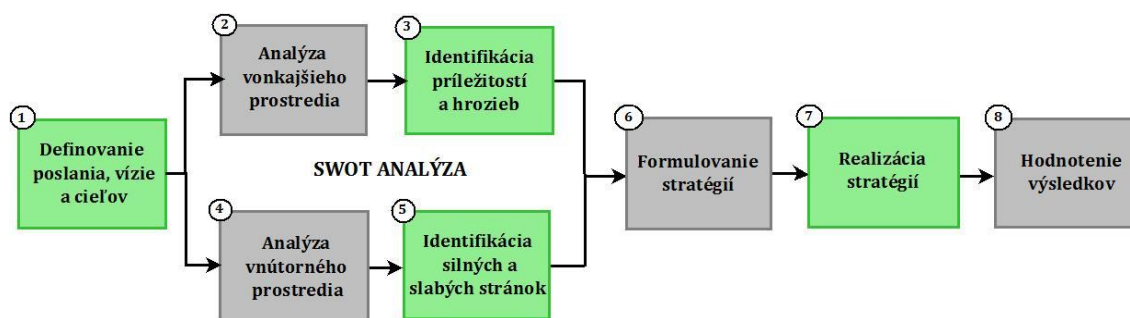 1
Definovanie
poslania, vízie
a cieľov
2
Analýza
vonkajšieho
prostredia
3
Identifikácia
príležitostí
a hrozieb
SWOT ANALÝZA
4
Analýza
vnútorného
prostredia
5
Identifikácia
silných a
slabých stránok
6
Formulovanie
stratégií
7
Realizácia
stratégií
8
Hodnotenie
výsledkov